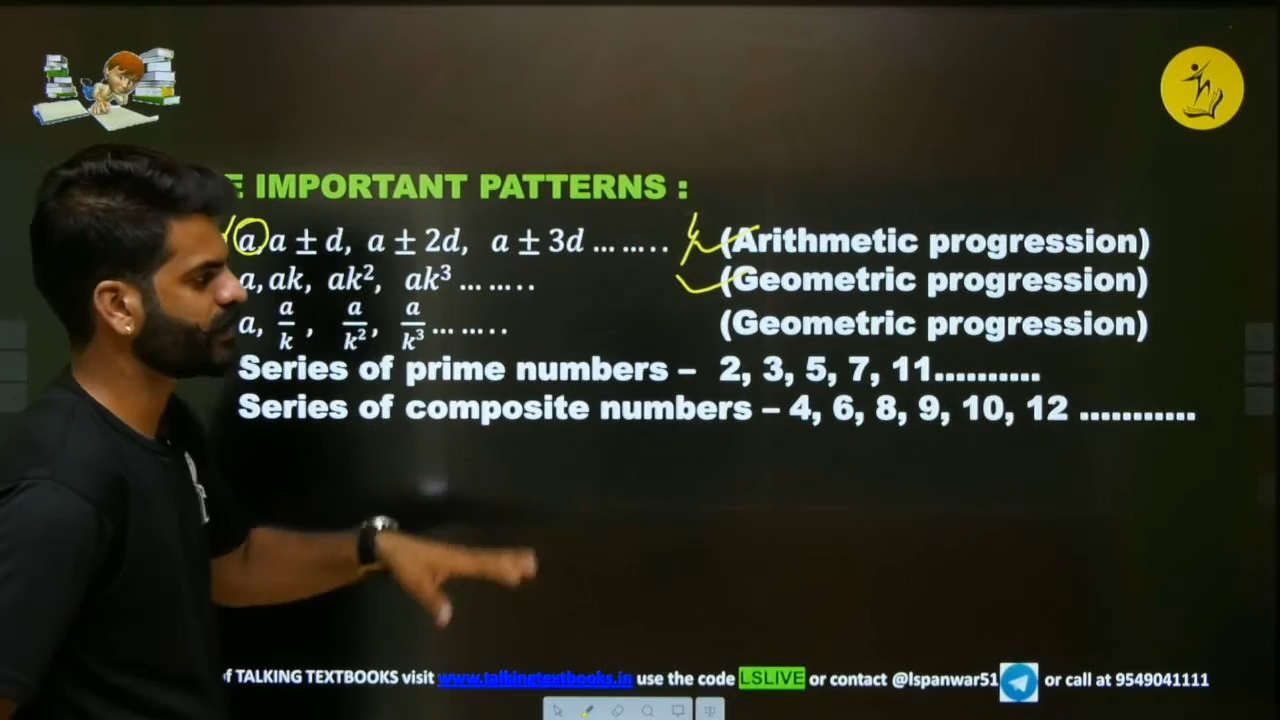 E IMPORTANT PATTERNS :
a, a ± d, a ± 2d, a ± 3d ........ (Arithmetic progression)
a, ak, ak², ak³ ........ (Geometric progression)
a, a/k, a/k², a/k³ ........ (Geometric progression)
Series of prime numbers – 2, 3, 5, 7, 11..........
Series of composite numbers – 4, 6, 8, 9, 10, 12 ...........
of TALKING TEXTBOOKS visit www.talkingtextbooks.in use the code LSLIVE or contact @lspanwar51 or call at 9549041111